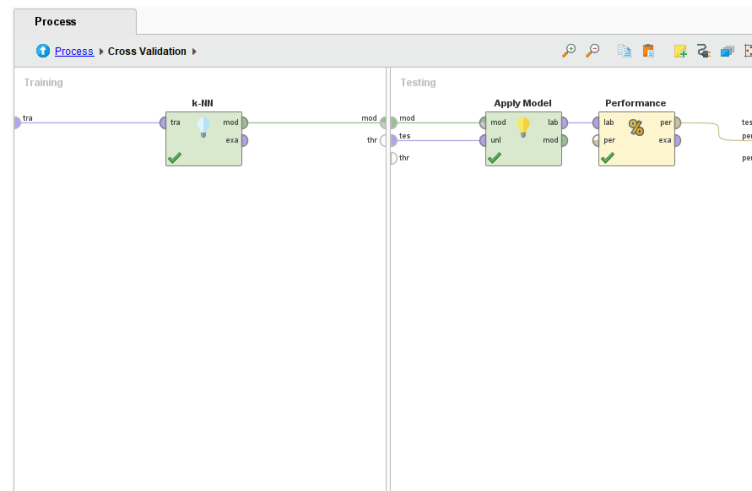 Process
Process ▸ Cross Validation ▸
Training
Testing
k-NN
Apply Model
Performance
tra
tra
mod
mod
exa
thr
mod
tes
thr
mod
lab
unl
mod
lab
per
per
exa
tes
per
per